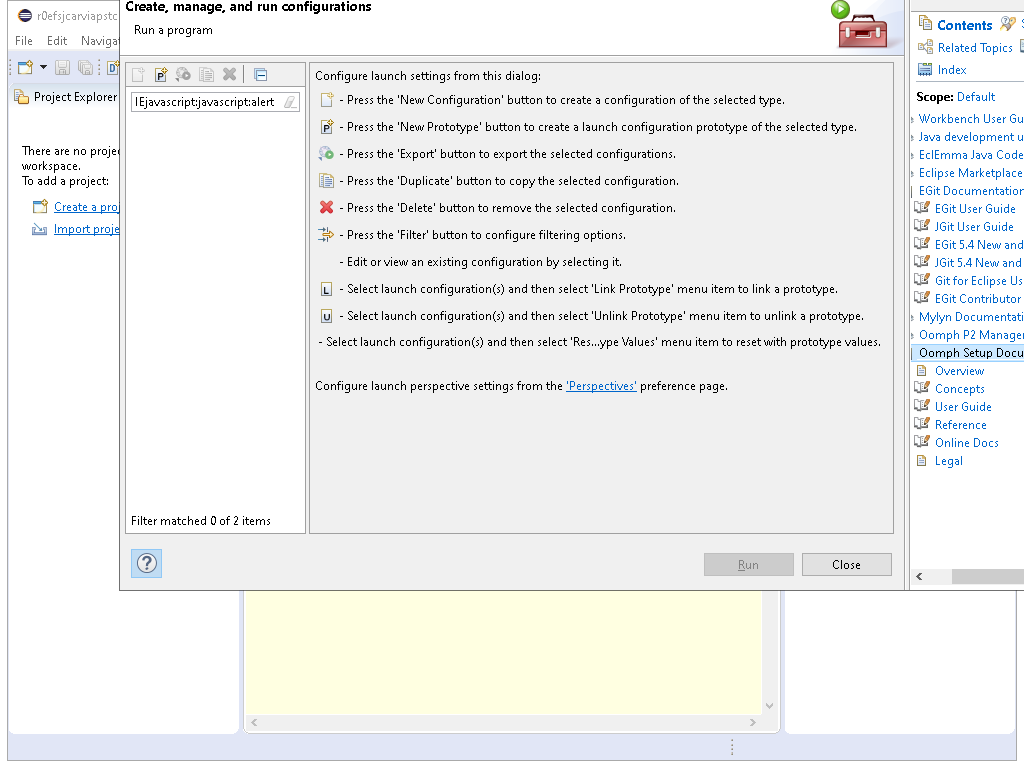 r0efsjcarviapstc
File Edit Navigat
Project Explorer
There are no proje
workspace.
To add a project:
Create a proj
Import proje
Create, manage, and run configurations
Run a program
IEjavascript:javascript:alert
Filter matched 0 of 2 items
Configure launch settings from this dialog:
- Press the 'New Configuration' button to create a configuration of the selected type.
- Press the 'New Prototype' button to create a launch configuration prototype of the selected type.
- Press the 'Export' button to export the selected configurations.
- Press the 'Duplicate' button to copy the selected configuration.
- Press the 'Delete' button to remove the selected configuration.
- Press the 'Filter' button to configure filtering options.
- Edit or view an existing configuration by selecting it.
- Select launch configuration(s) and then select 'Link Prototype' menu item to link a prototype.
- Select launch configuration(s) and then select 'Unlink Prototype' menu item to unlink a prototype.
- Select launch configuration(s) and then select 'Res...ype Values' menu item to reset with prototype values.
Configure launch perspective settings from the 'Perspectives' preference page.
Run
Close
Contents
Related Topics
Index
Scope: Default
Workbench User Gu
Java development u
EclEmma Java Code
Eclipse Marketplace
EGit Documentation
EGit User Guide
JGit User Guide
EGit 5.4 New and
JGit 5.4 New and
Git for Eclipse Us
EGit Contributor
Mylyn Documentati
Oomph P2 Manager
Oomph Setup Docu
Overview
Concepts
User Guide
Reference
Online Docs
Legal